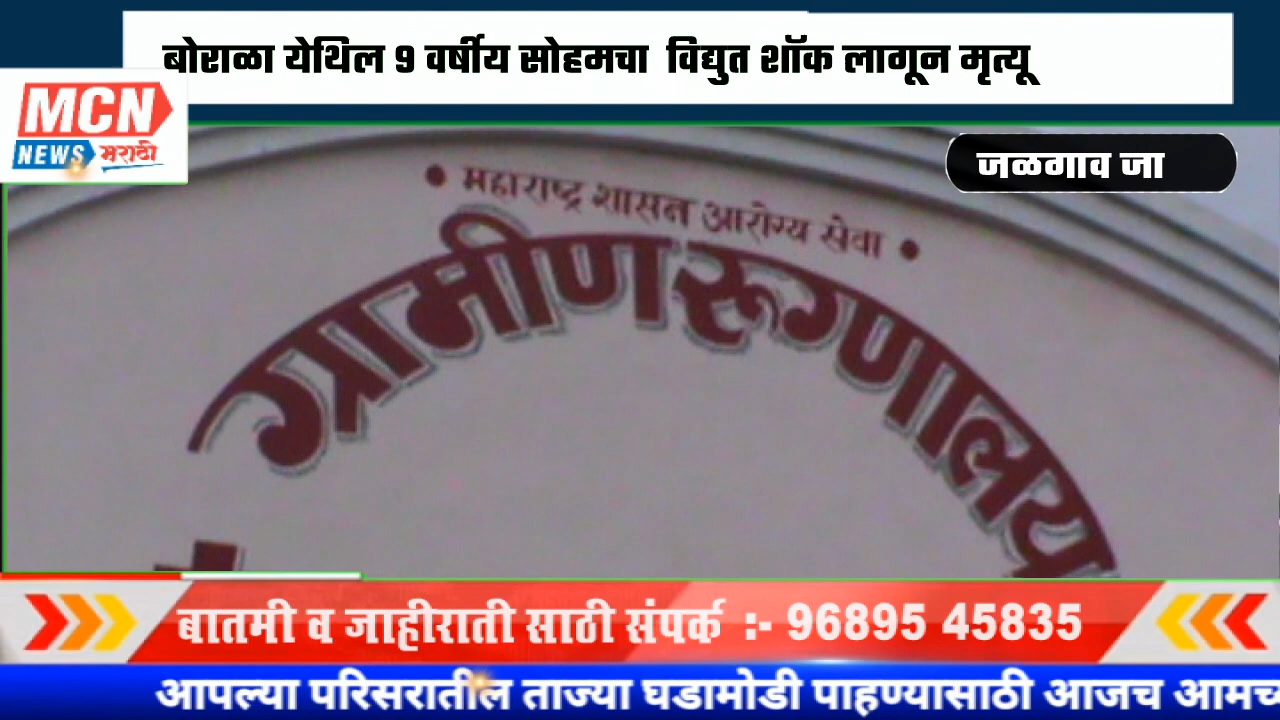 बोराळा येथिल 9 वर्षीय सोहमचा विद्युत शॉक लागून मृत्यू
MCN
NEWS मराठी
जळगाव जा
• महाराष्ट्र शासन आरोग्य सेवा •
ग्रामीण रूग्णालय
बातमी व जाहीराती साठी संपर्क :- 96895 45835
आपल्या परिसरातील ताज्या घडामोडी पाहण्यासाठी आजच आमच